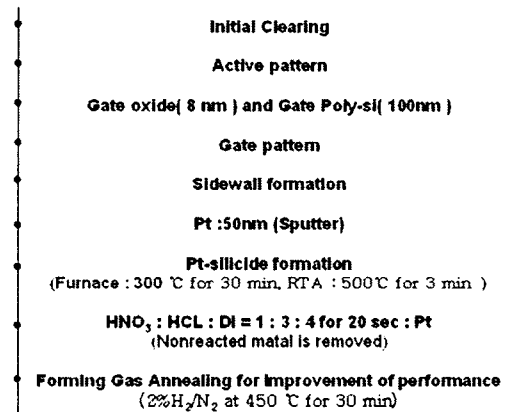 Initial Clearing
Active pattern
Gate oxide( 8 nm ) and Gate Poly-si( 100nm )
Gate pattern
Sidewall formation
Pt :50nm (Sputter)
Pt-silicide formation
(Furnace : 300 ℃ for 30 min, RTA : 500℃ for 3 min )
HNO₃ : HCL : DI = 1 : 3 : 4 for 20 sec : Pt
(Nonreacted matal is removed)
Forming Gas Annealing for Improvement of performance
(2%H₂/N₂ at 450 ℃ for 30 min)